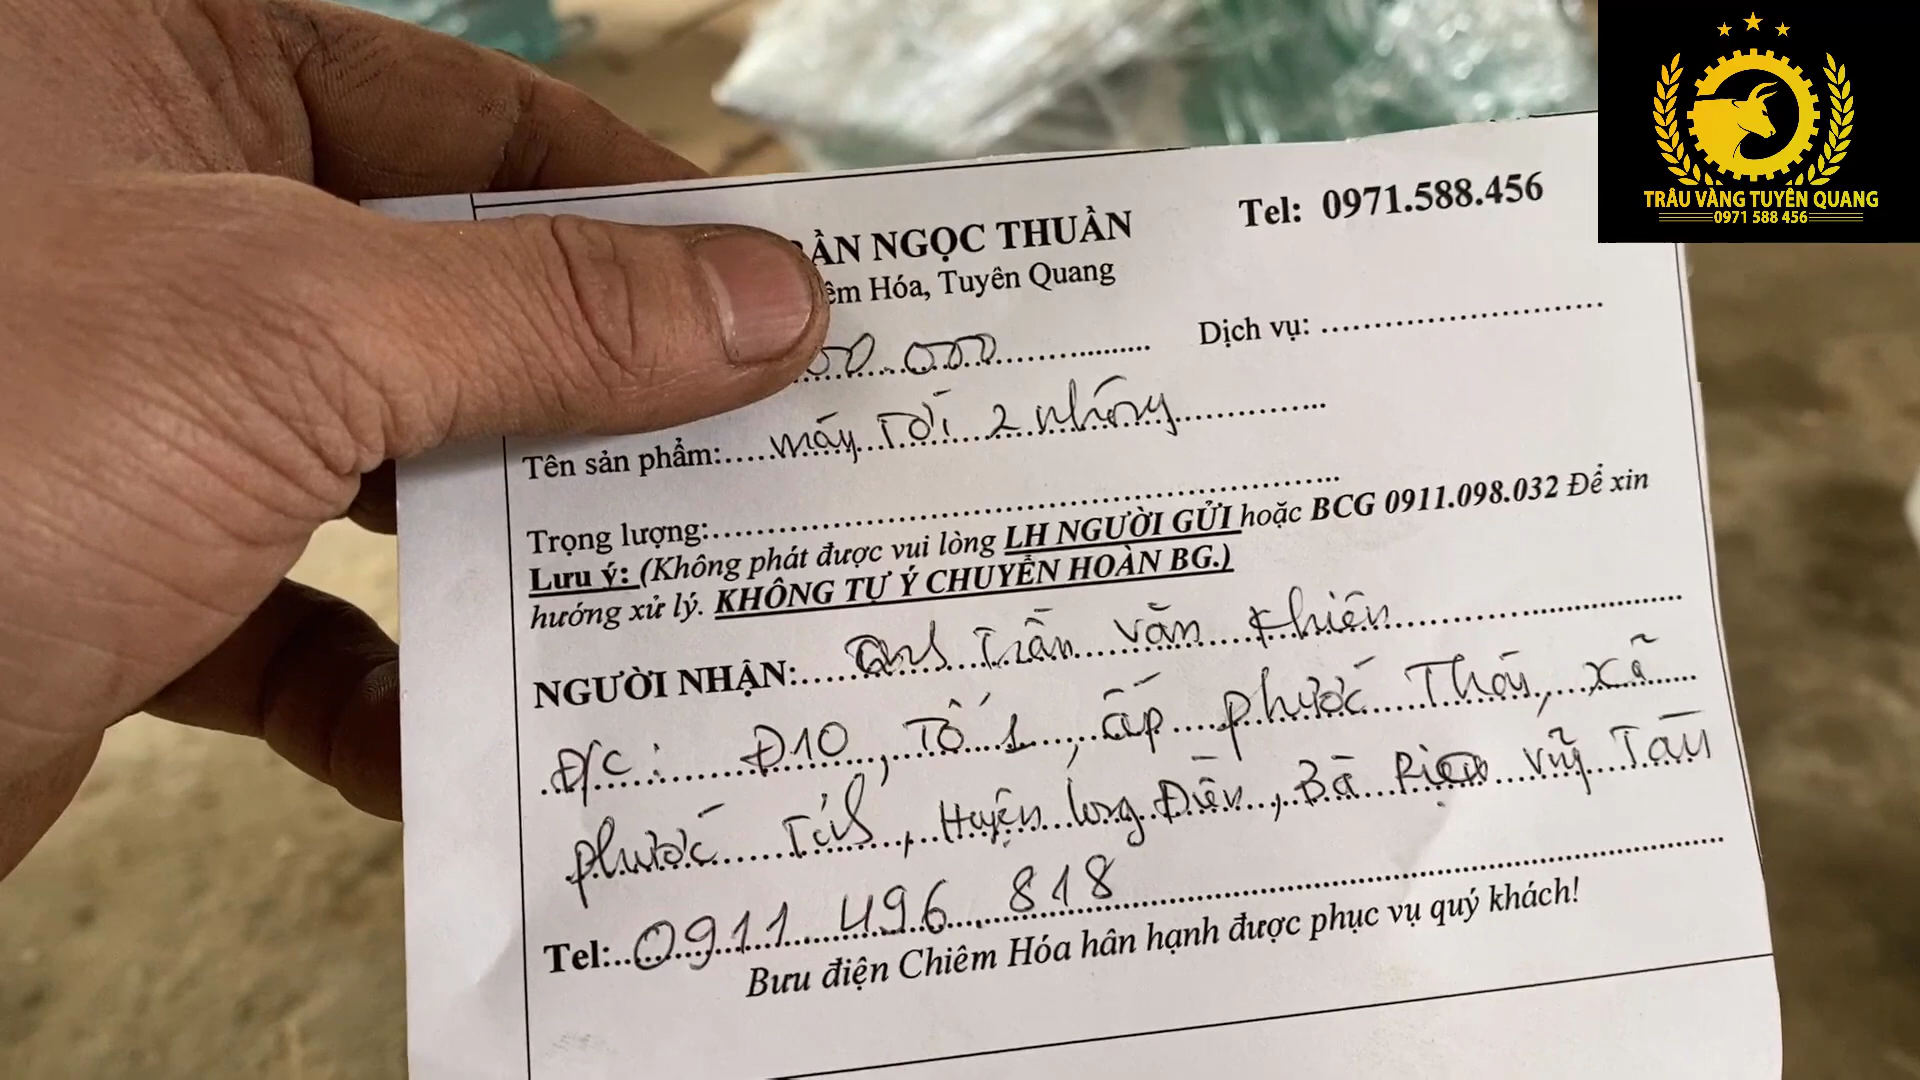 TRÂU VÀNG TUYÊN QUANG
0971 588 456
ẦN NGỌC THUẦN Tel: 0971.588.456
êm Hóa, Tuyên Quang
00.000 Dịch vụ:
Tên sản phẩm: máy Tời 2 nhông
Trọng lượng:
Lưu ý: (Không phát được vui lòng LH NGƯỜI GỬI hoặc BCG 0911.098.032 Để xin
hướng xử lý. KHÔNG TỰ Ý CHUYỂN HOÀN BG.)
NGƯỜI NHẬN: Trần Văn Khiên
Đ/c: Đ10, Tổ 1, ấp phước Thái, xã
phước Tỉnh, Huyện long Điền, Bà Rịa Vũng Tàu
Tel: 0911 496 818
Bưu điện Chiêm Hóa hân hạnh được phục vụ quý khách!